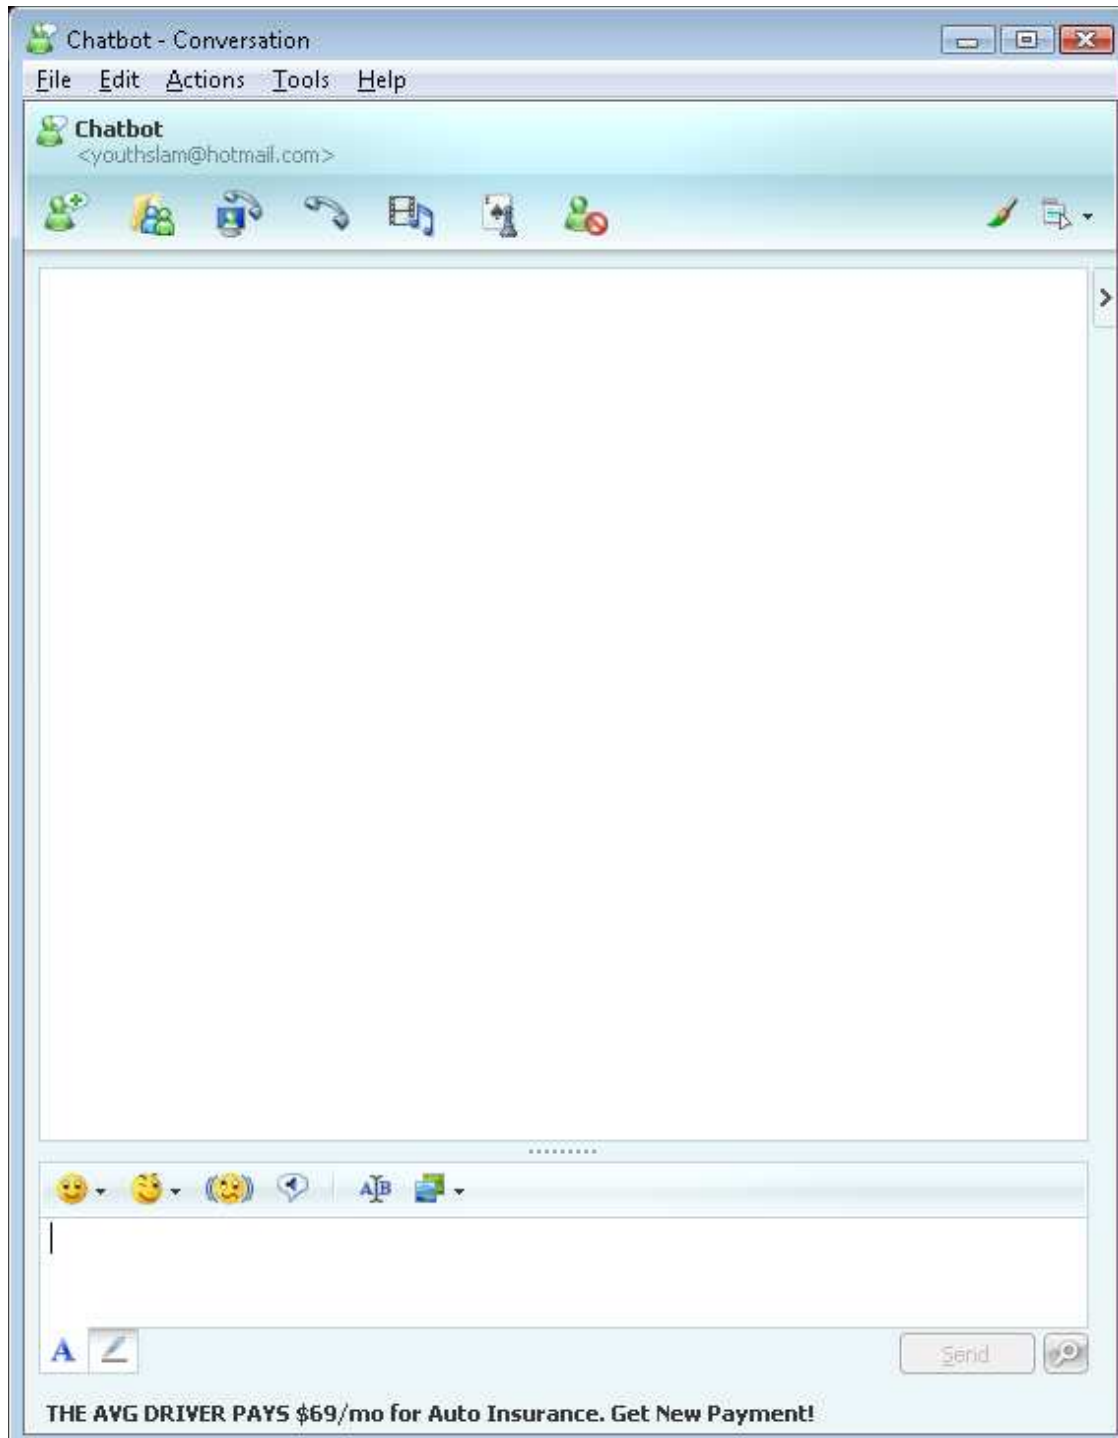 Chatbot - Conversation
File Edit Actions Tools Help
Chatbot
<youthslam@hotmail.com>
A|B
A
Send
THE AVG DRIVER PAYS $69/mo for Auto Insurance. Get New Payment!